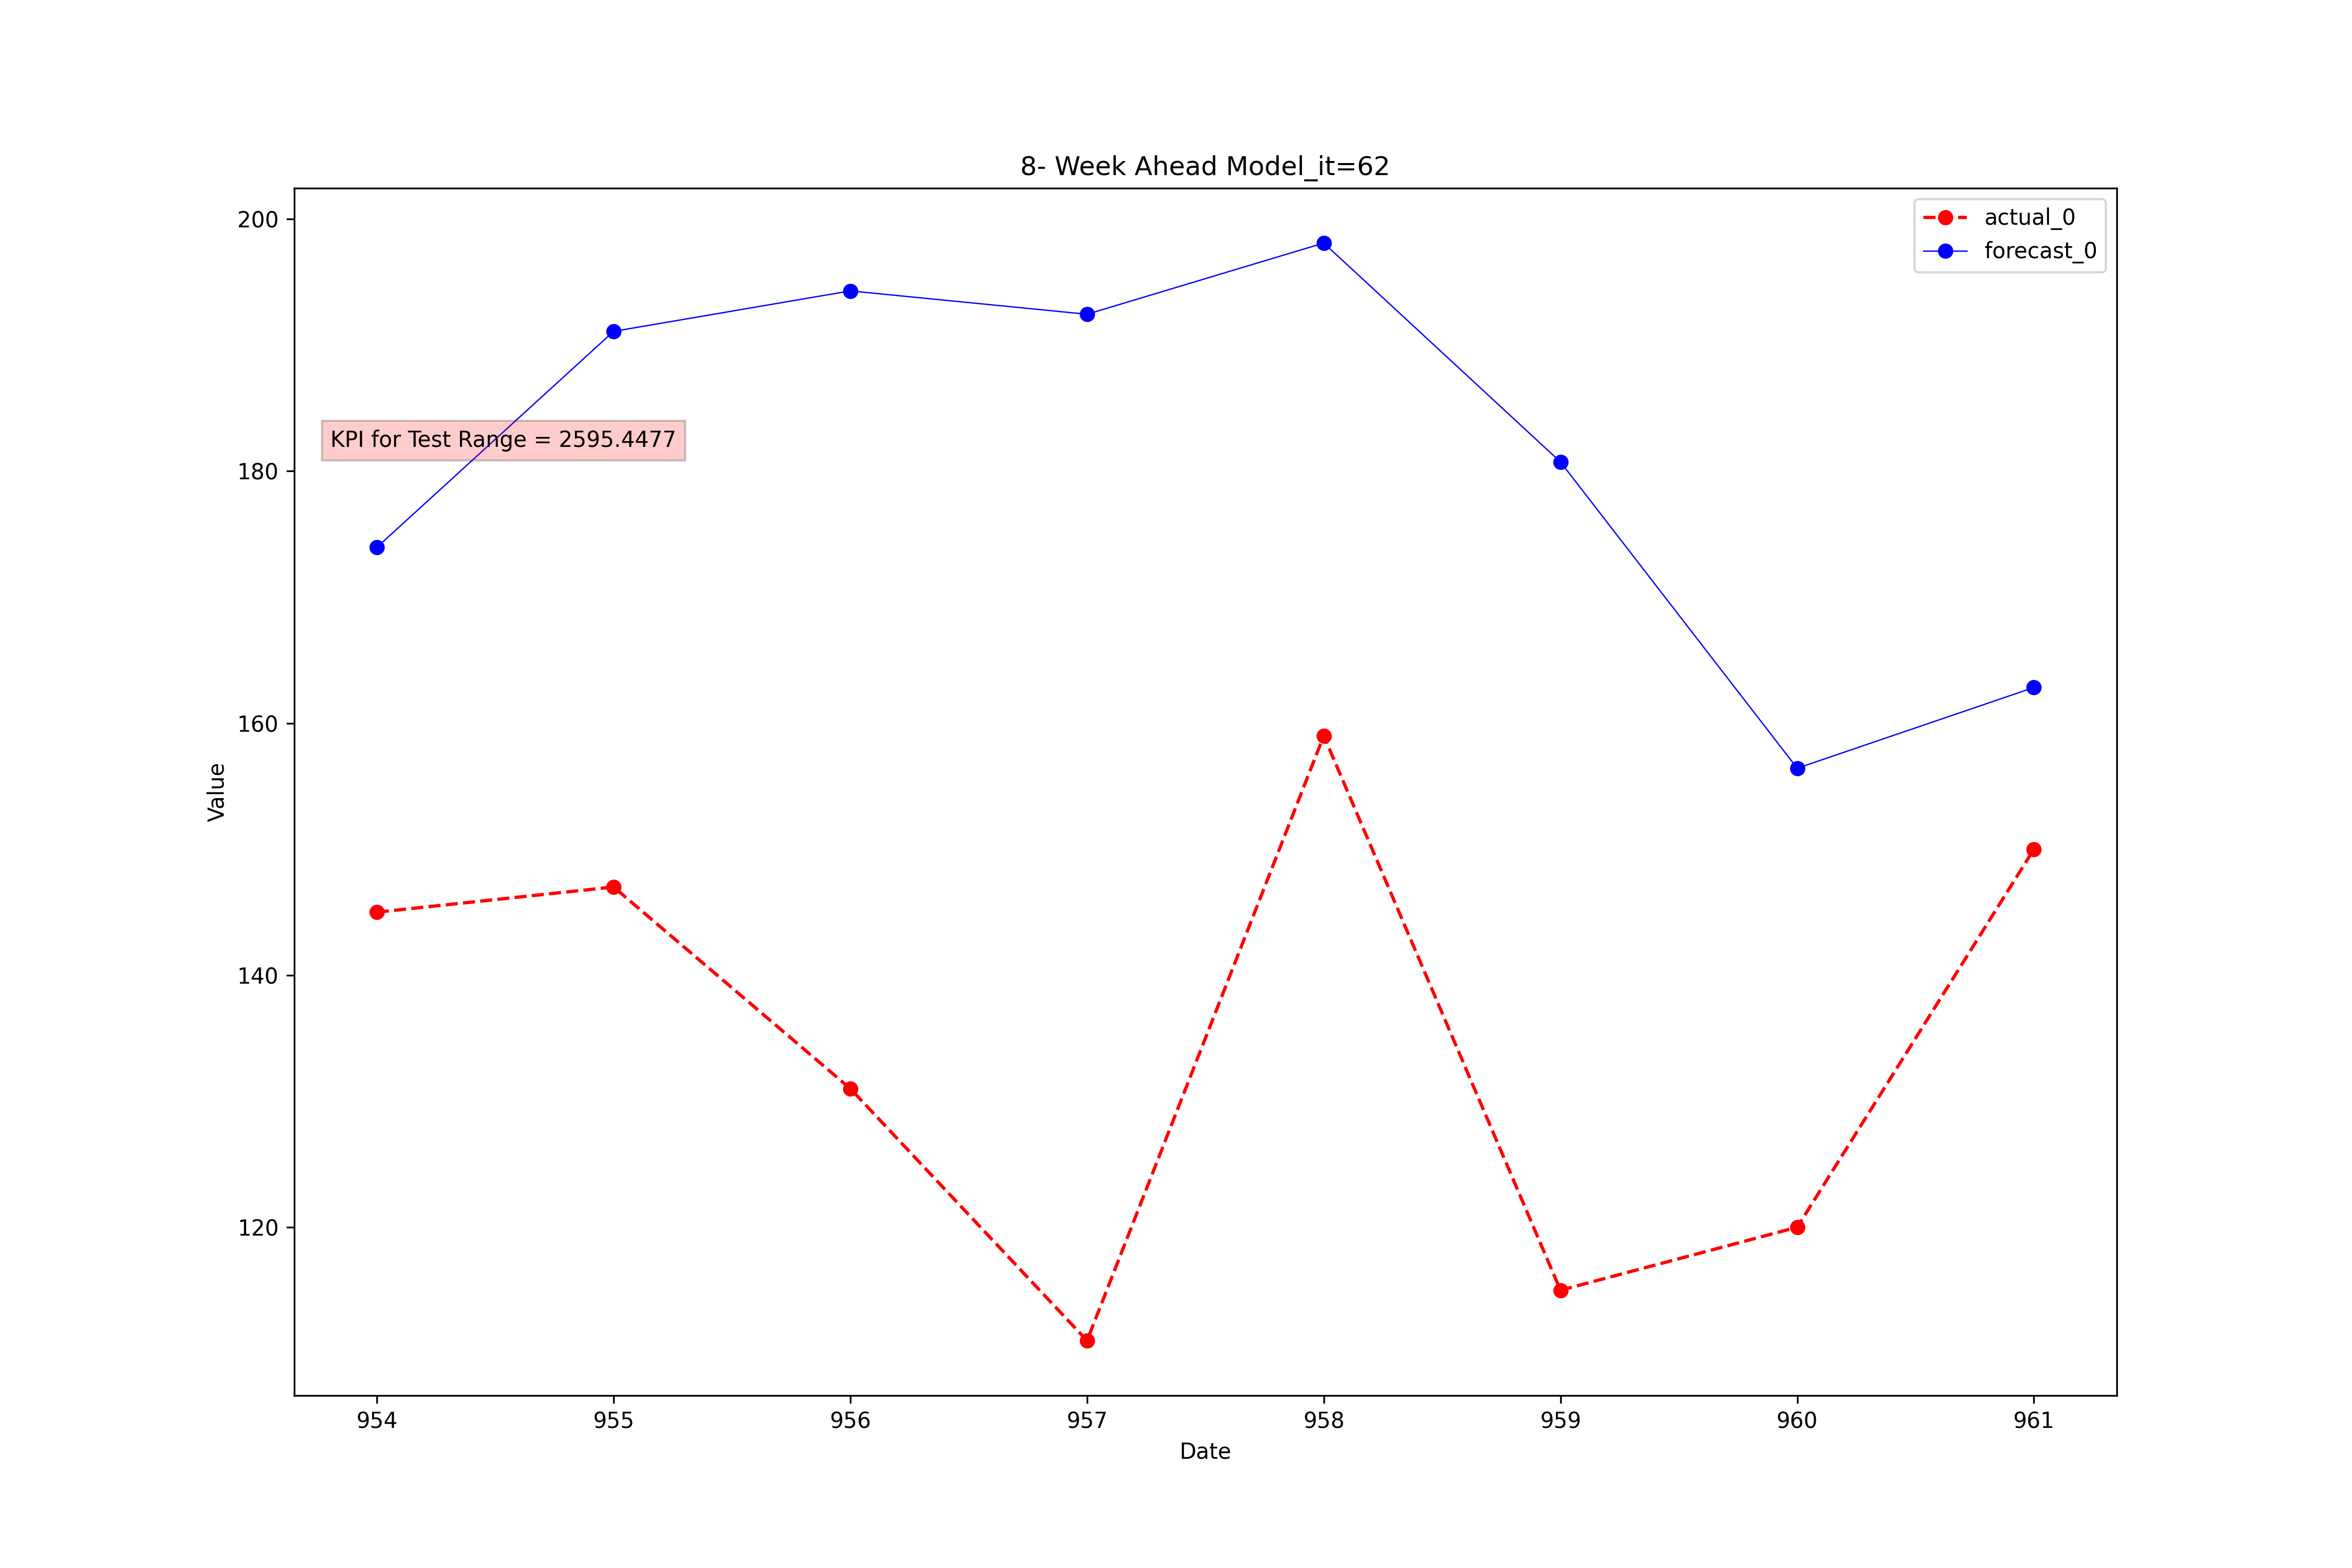 8- Week Ahead Model_it=62
actual_0
forecast_0
KPI for Test Range = 2595.4477
200
180
160
140
120
Value
954 955 956 957 958 959 960 961
Date